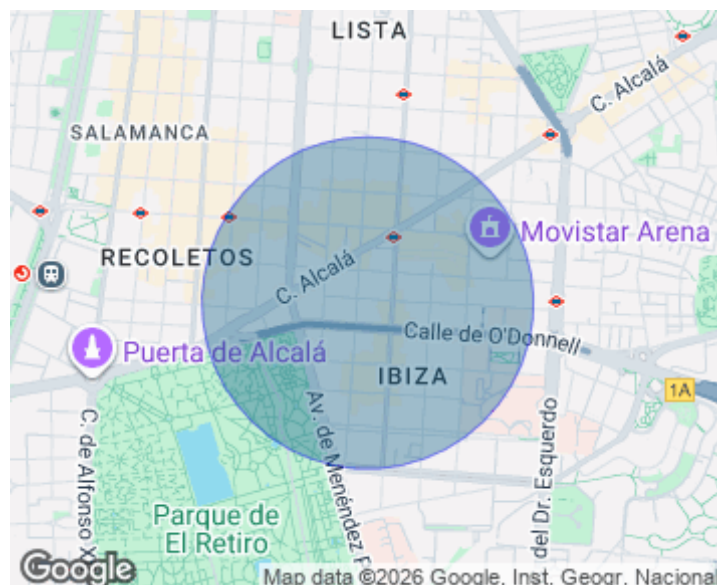 LISTA
C. Alcalá
SALAMANCA
Movistar Arena
RECOLETOS
C. Alcalá
Calle de O'Donnell
Puerta de Alcalá
IBIZA
1A
Av. de Menéndez P
C. de Alfonso X
del Dr. Esquerdo
Parque de
El Retiro
Google
Map data ©2026 Google, Inst. Geogr. Nacional